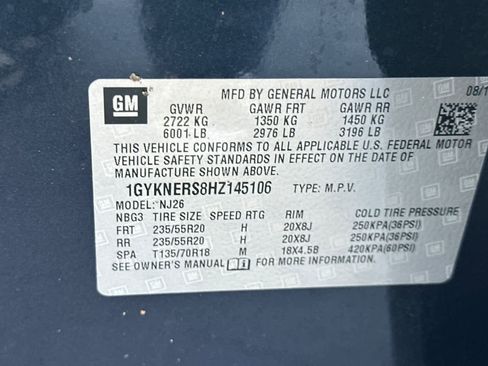 GM
MFD BY GENERAL MOTORS LLC 08/1
GVWR GAWR FRT GAWR RR
2722 KG 1350 KG 1450 KG
6001 LB 2976 LB 3196 LB
THIS VEHICLE CONFORMS TO ALL APPLICABLE U.S. FEDERAL MOTOR
VEHICLE SAFETY STANDARDS IN EFFECT ON THE DATE OF
MANUFACTURE SHOWN ABOVE.
1GYKNERS8HZ145106 TYPE: M.P.V.
MODEL: NJ26
NBG3 TIRE SIZE SPEED RTG RIM COLD TIRE PRESSURE
FRT 235/55R20 H 20X8J 250KPA(36PSI)
RR 235/55R20 H 20X8J 250KPA(36PSI)
SPA T135/70R18 M 18X4.5B 420KPA(60PSI)
SEE OWNER'S MANUAL FOR MORE INFORMATION.